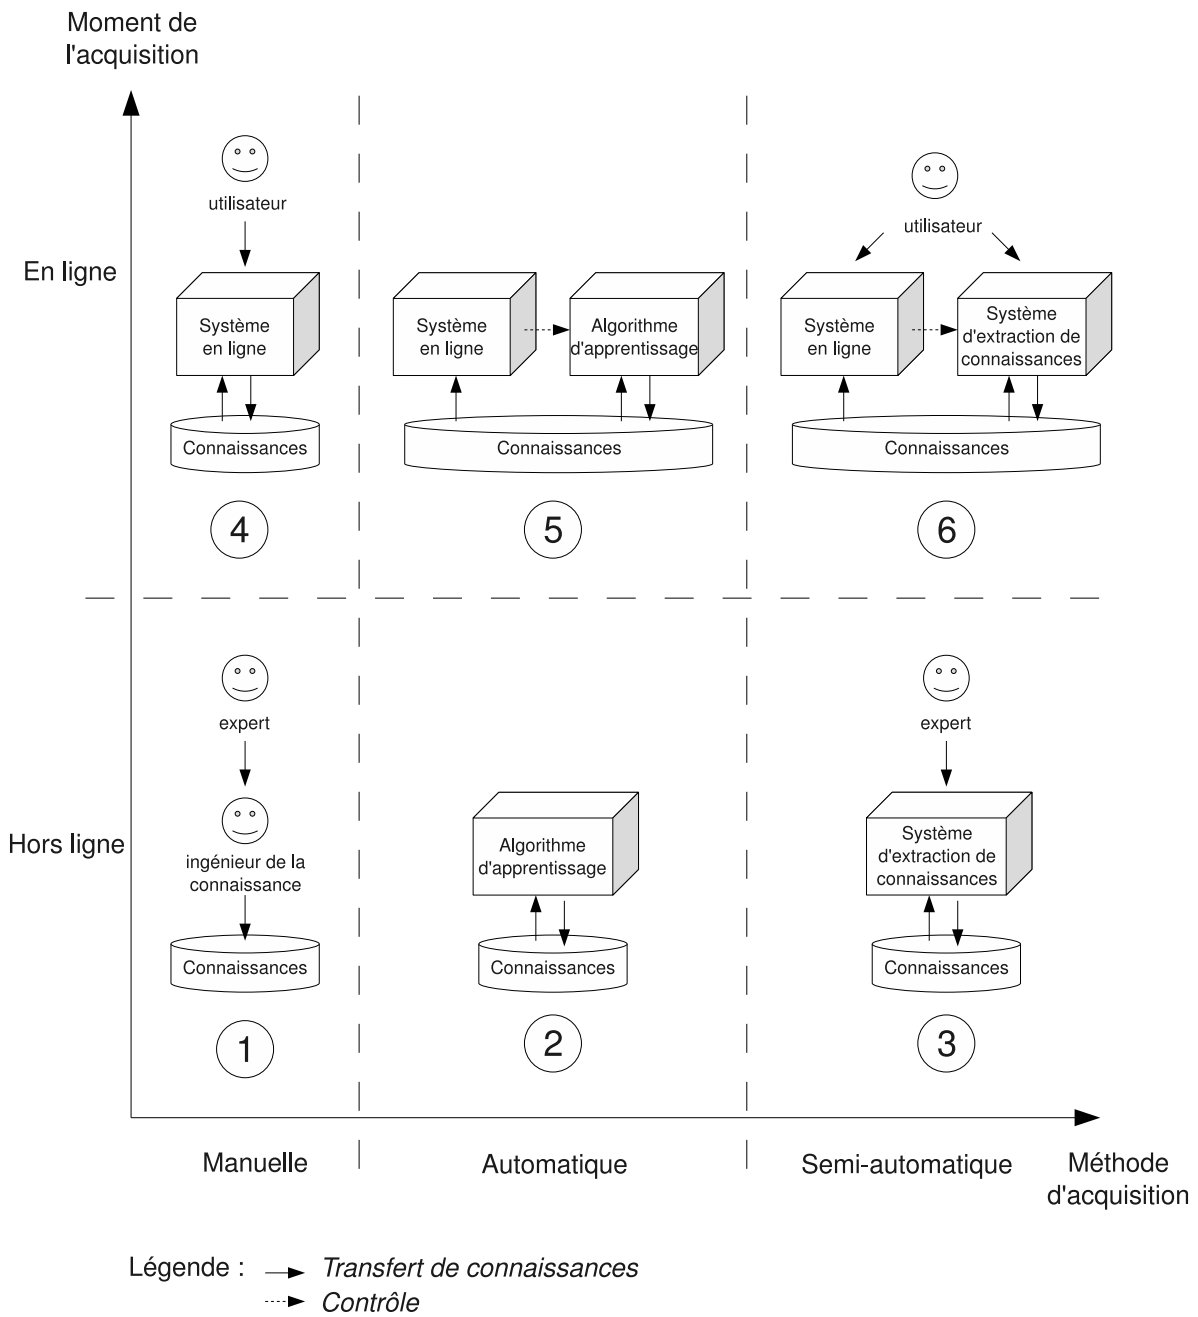 Moment de
l'acquisition
utilisateur
utilisateur
En ligne
Système
en ligne
Système
en ligne
Algorithme
d'apprentissage
Système
en ligne
Système
d'extraction de
connaissances
Connaissances
Connaissances
Connaissances
4
5
6
expert
expert
Hors ligne
ingénieur de la
connaissance
Algorithme
d'apprentissage
Système
d'extraction de
connaissances
Connaissances
Connaissances
Connaissances
1
2
3
Manuelle
Automatique
Semi-automatique
Méthode
d'acquisition
Légende :
Transfert de connaissances
Contrôle